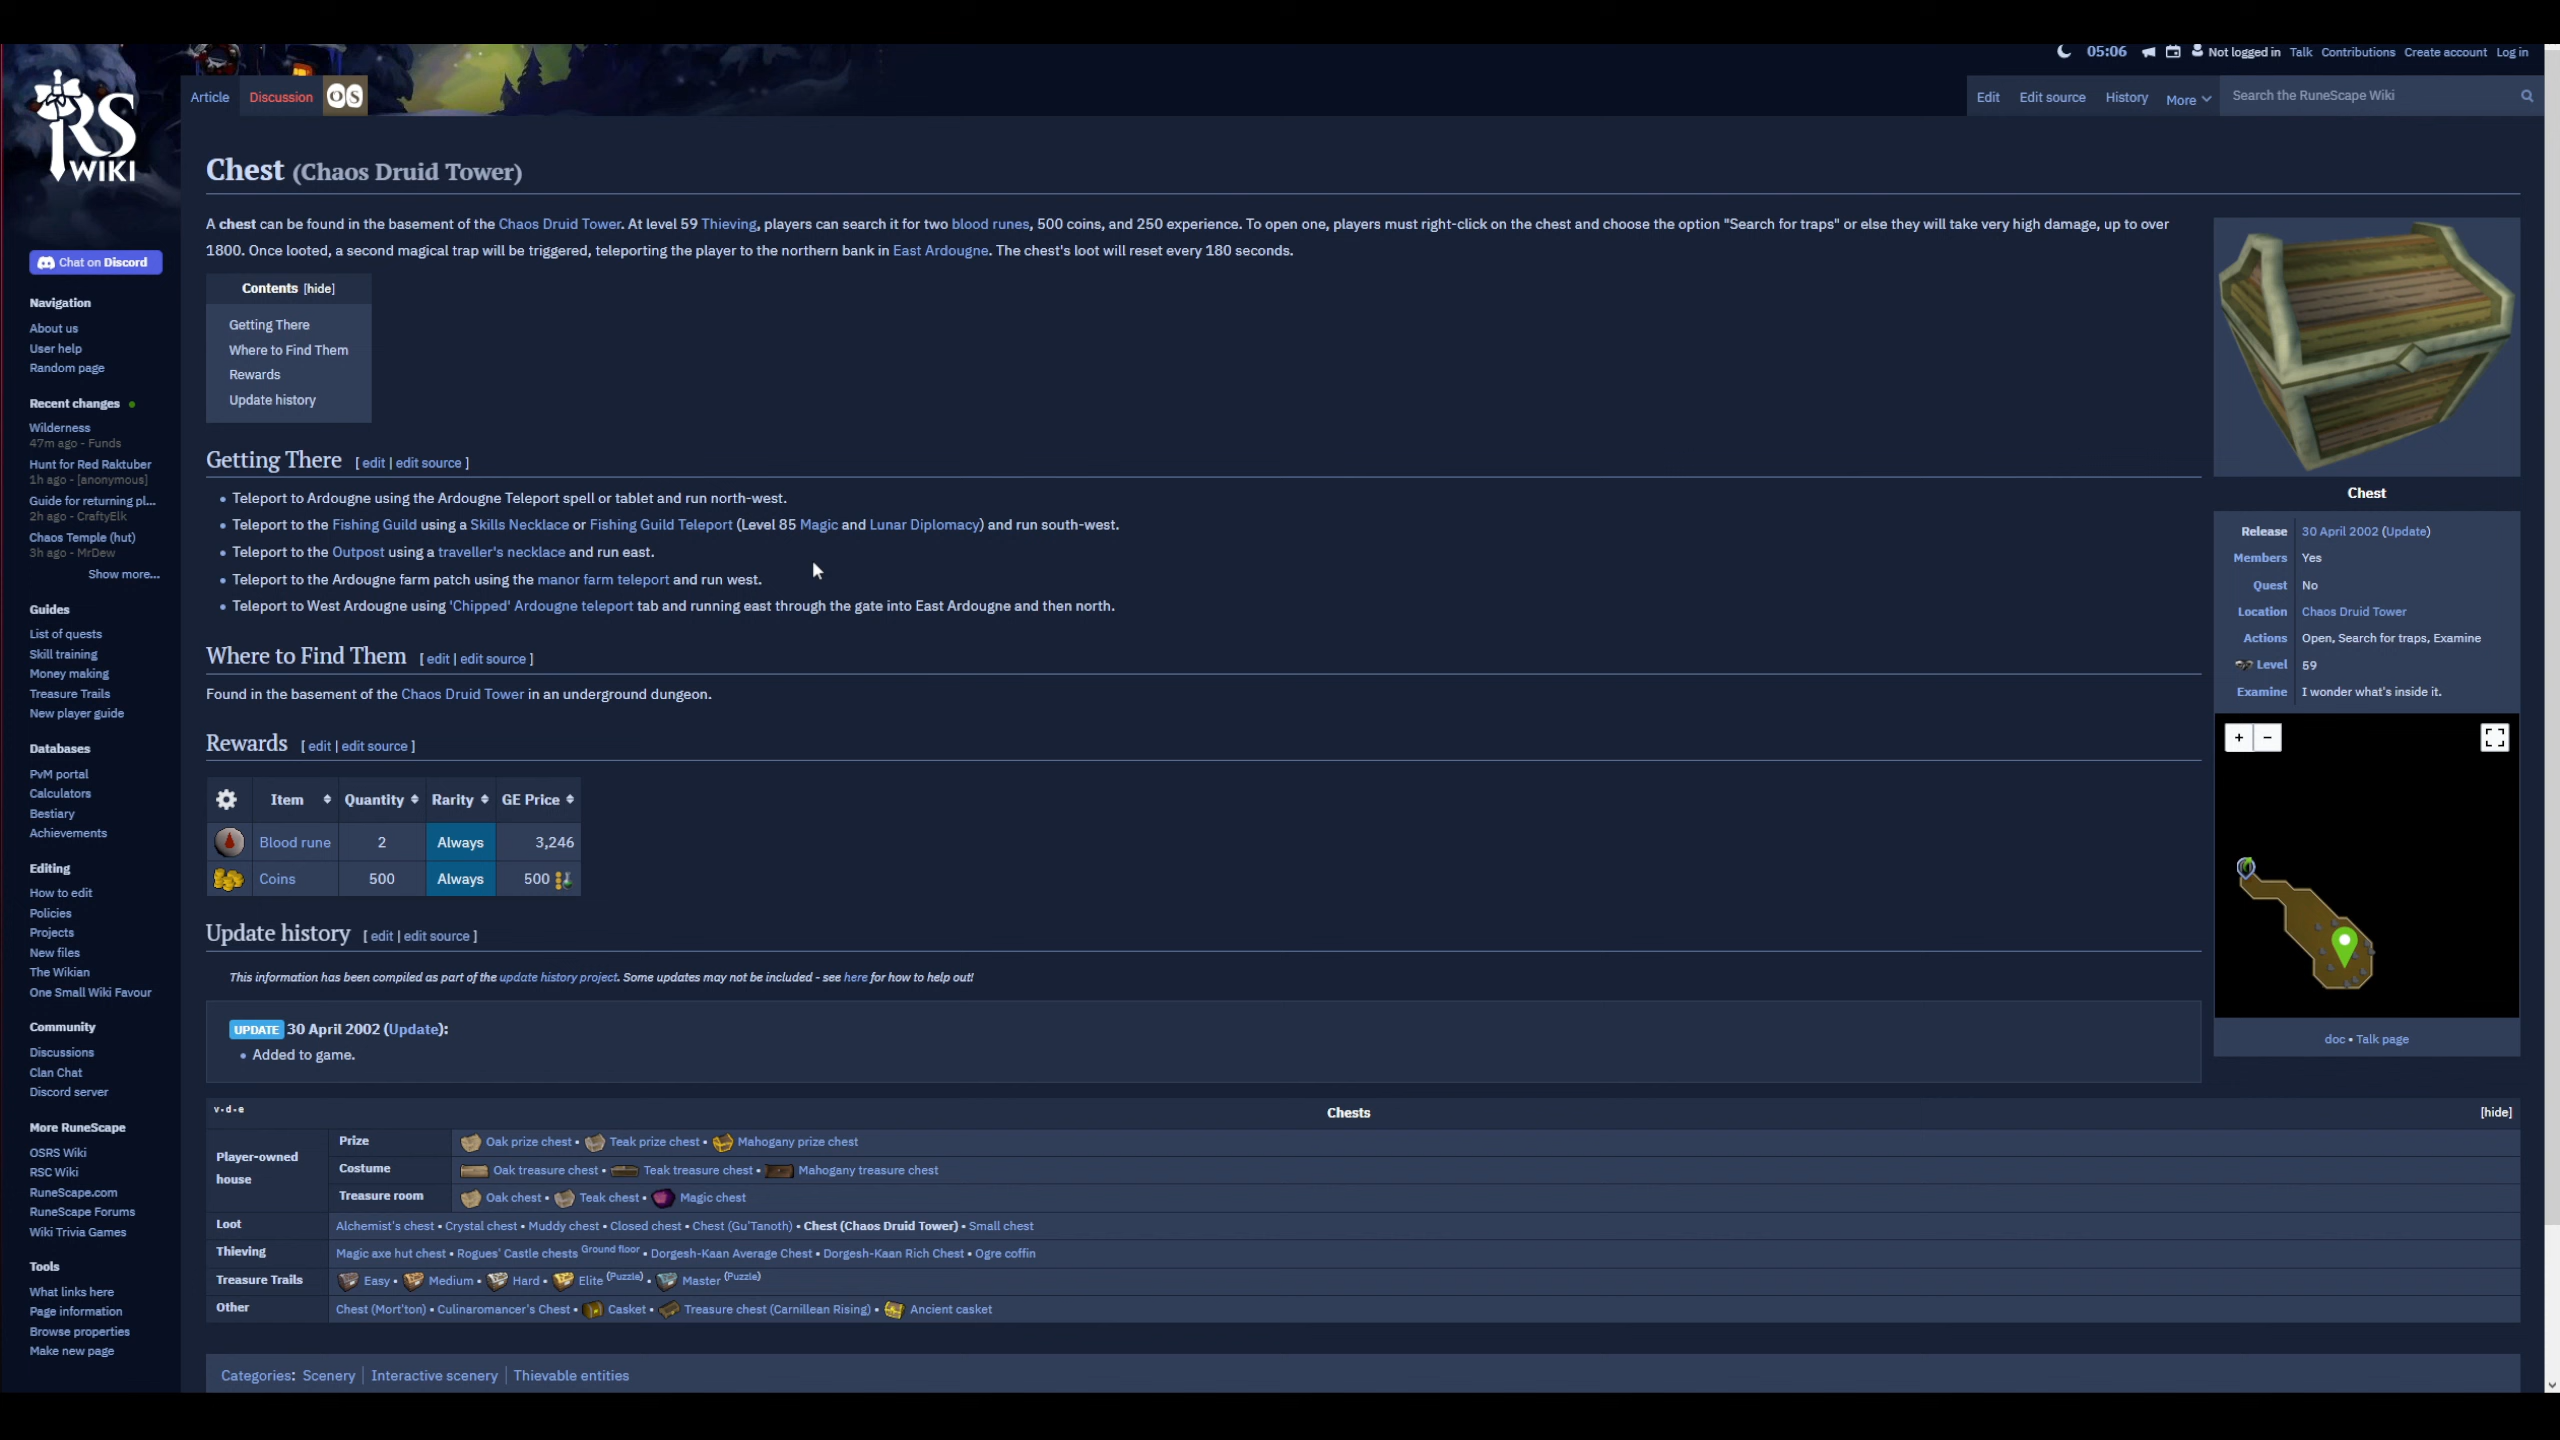 05:06 Not logged in Talk Contributions Create account Log in
Article Discussion OS Edit Edit source History More Search the RuneScape Wiki
RS
WIKI
Chat on Discord
Navigation
About us
User help
Random page
Recent changes
Wilderness
47m ago - Funds
Hunt for Red Raktuber
1h ago - [anonymous]
Guide for returning pl...
2h ago - CraftyElk
Chaos Temple (hut)
3h ago - MrDew
Show more...
Guides
List of quests
Skill training
Money making
Treasure Trails
New player guide
Databases
PvM portal
Calculators
Bestiary
Achievements
Editing
How to edit
Policies
Projects
New files
The Wikian
One Small Wiki Favour
Community
Discussions
Clan Chat
Discord server
More RuneScape
OSRS Wiki
RSC Wiki
RuneScape.com
RuneScape Forums
Wiki Trivia Games
Tools
What links here
Page information
Browse properties
Make new page
Chest (Chaos Druid Tower)
A chest can be found in the basement of the Chaos Druid Tower. At level 59 Thieving, players can search it for two blood runes, 500 coins, and 250 experience. To open one, players must right-click on the chest and choose the option "Search for traps" or else they will take very high damage, up to over
1800. Once looted, a second magical trap will be triggered, teleporting the player to the northern bank in East Ardougne. The chest's loot will reset every 180 seconds.
Contents [hide]
Getting There
Where to Find Them
Rewards
Update history
Getting There [ edit | edit source ]
• Teleport to Ardougne using the Ardougne Teleport spell or tablet and run north-west.
• Teleport to the Fishing Guild using a Skills Necklace or Fishing Guild Teleport (Level 85 Magic and Lunar Diplomacy) and run south-west.
• Teleport to the Outpost using a traveller's necklace and run east.
• Teleport to the Ardougne farm patch using the manor farm teleport and run west.
• Teleport to West Ardougne using 'Chipped' Ardougne teleport tab and running east through the gate into East Ardougne and then north.
Where to Find Them [ edit | edit source ]
Found in the basement of the Chaos Druid Tower in an underground dungeon.
Rewards [ edit | edit source ]
Item Quantity Rarity GE Price
Blood rune 2 Always 3,246
Coins 500 Always 500
Update history [ edit | edit source ]
This information has been compiled as part of the update history project. Some updates may not be included - see here for how to help out!
UPDATE 30 April 2002 (Update):
• Added to game.
Chest
Release 30 April 2002 (Update)
Members Yes
Quest No
Location Chaos Druid Tower
Actions Open, Search for traps, Examine
Level 59
Examine I wonder what's inside it.
+ −
doc • Talk page
v • d • e Chests [hide]
Player-owned house
Prize Oak prize chest • Teak prize chest • Mahogany prize chest
Costume Oak treasure chest • Teak treasure chest • Mahogany treasure chest
Treasure room Oak chest • Teak chest • Magic chest
Loot Alchemist's chest • Crystal chest • Muddy chest • Closed chest • Chest (Gu'Tanoth) • Chest (Chaos Druid Tower) • Small chest
Thieving Magic axe hut chest • Rogues' Castle chests Ground floor • Dorgesh-Kaan Average Chest • Dorgesh-Kaan Rich Chest • Ogre coffin
Treasure Trails Easy • Medium • Hard • Elite (Puzzle) • Master (Puzzle)
Other Chest (Mort'ton) • Culinaromancer's Chest • Casket • Treasure chest (Carnillean Rising) • Ancient casket
Categories: Scenery | Interactive scenery | Thievable entities